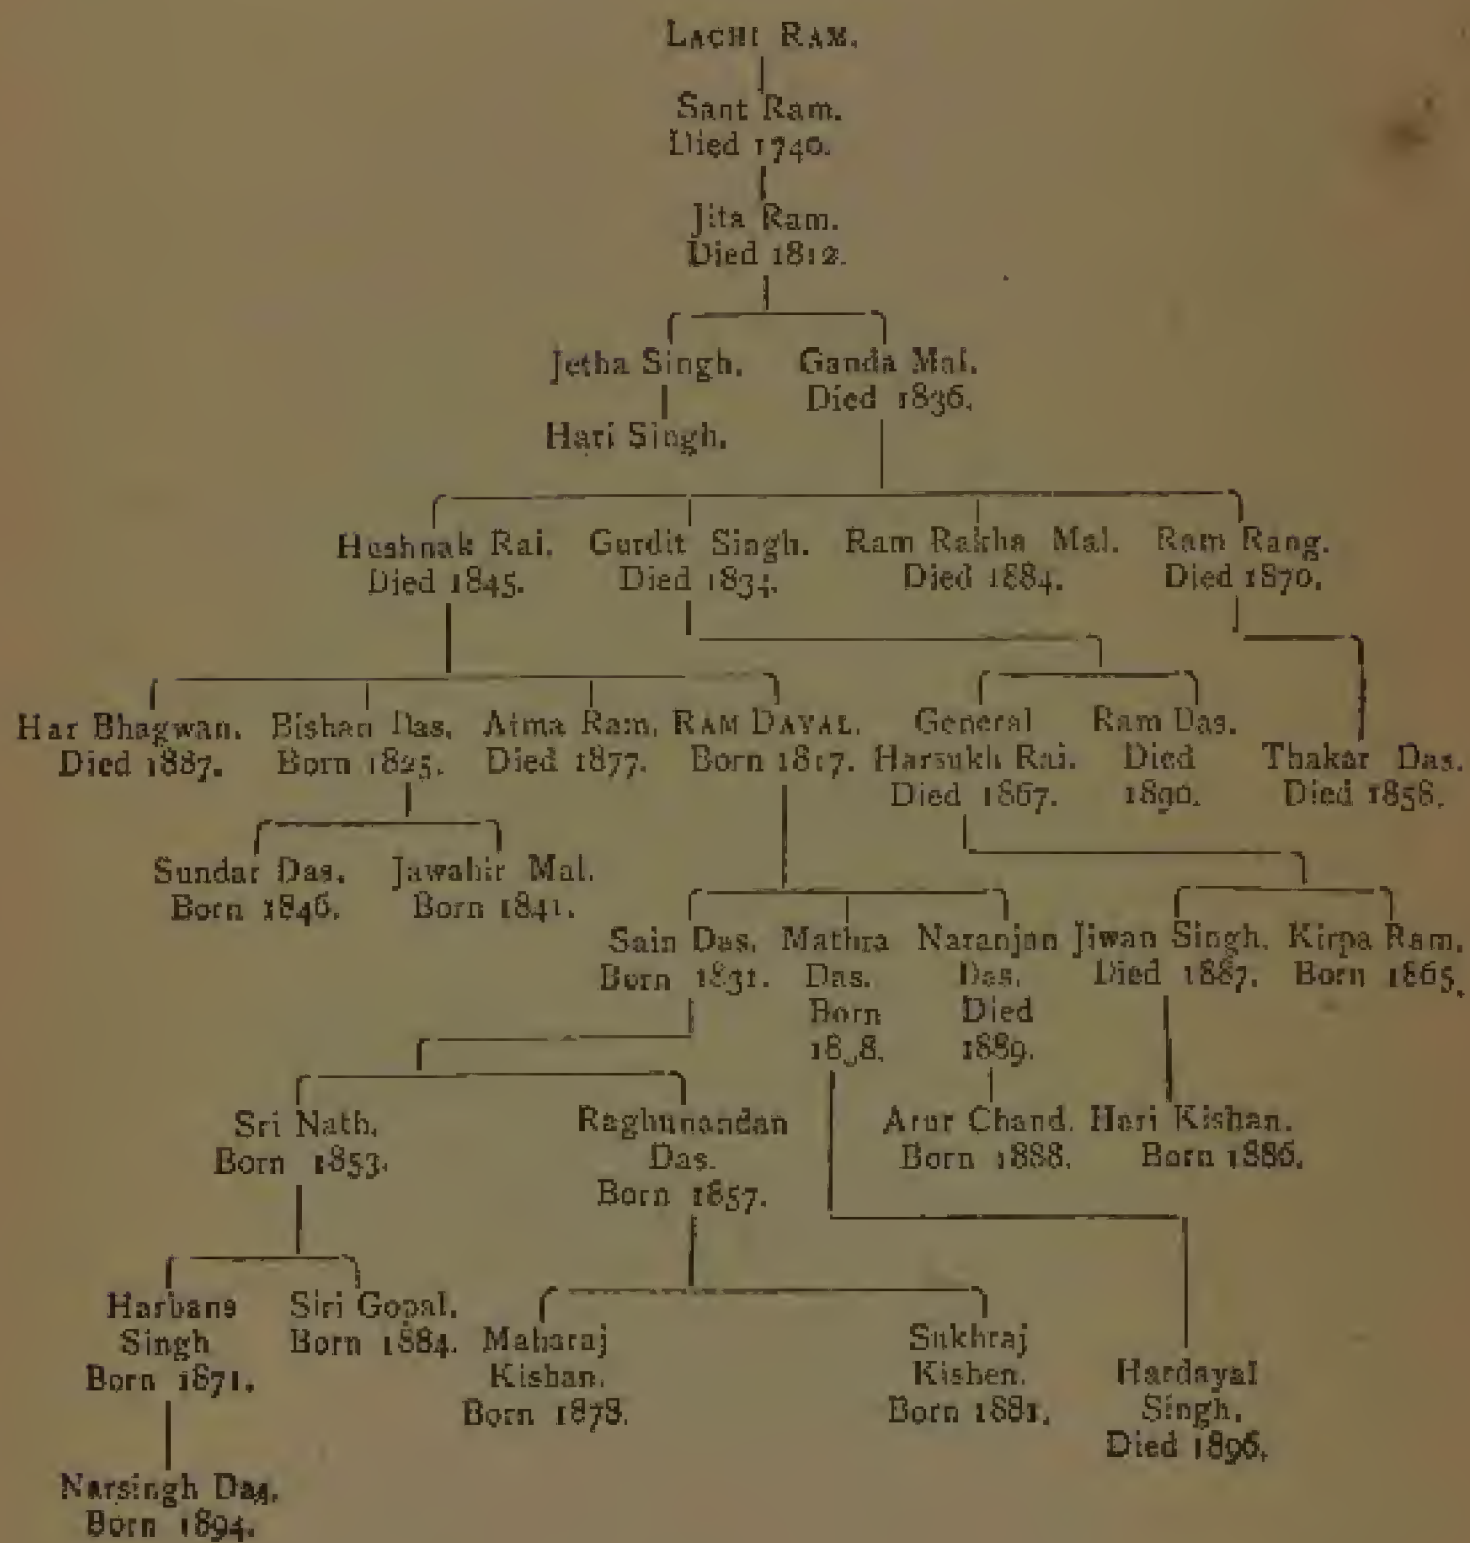 LACHI RAM.
Sant Ram.
Died 1740.
Jita Ram.
Died 1812.
Jetha Singh. Ganda Mal.
Died 1836.
Hari Singh.
Hushnak Rai. Gurdit Singh. Ram Rakha Mal. Ram Rang.
Died 1845. Died 1834. Died 1884. Died 1870.
Har Bhagwan. Bishan Das. Atma Ram. RAM DAYAL. General Ram Das.
Died 1887. Born 1825. Died 1877. Born 1817. Harsukh Rai. Died Thakar Das.
Died 1867. 1890. Died 1858.
Sundar Das. Jawahir Mal.
Born 1846. Born 1841.
Sain Das. Mathra Naranjan Jiwan Singh. Kirpa Ram.
Born 1831. Das. Das. Died 1887. Born 1865.
Born Died
1889.
Sri Nath. Raghunandan Arur Chand. Hari Kishan.
Born 1853. Das. Born 1888. Born 1886.
Born 1857.
Harbans Siri Gopal.
Singh Born 1884. Maharaj Sukhraj
Born 1871. Kishan. Kishen. Hardayal
Born 1878. Born 1881. Singh.
Died 1896.
Narsingh Das.
Born 1894.